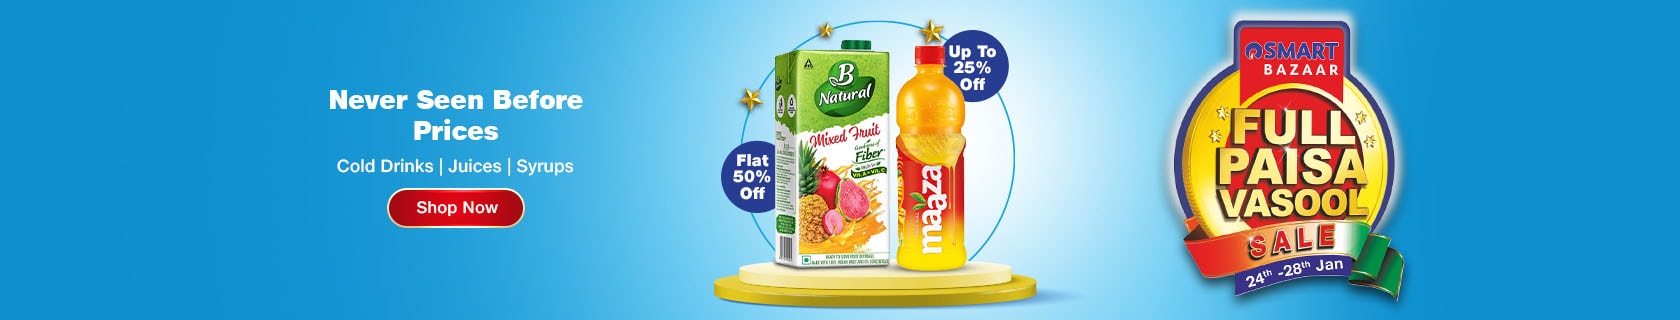 Never Seen Before
Prices
Cold Drinks | Juices | Syrups
Shop Now
Flat
50%
Off
B
Natural
Mixed Fruit
Goodness of
Fiber
Up To
25%
Off
maaza
SMART
BAZAAR
FULL
PAISA
VASOOL
SALE
24th -28th Jan